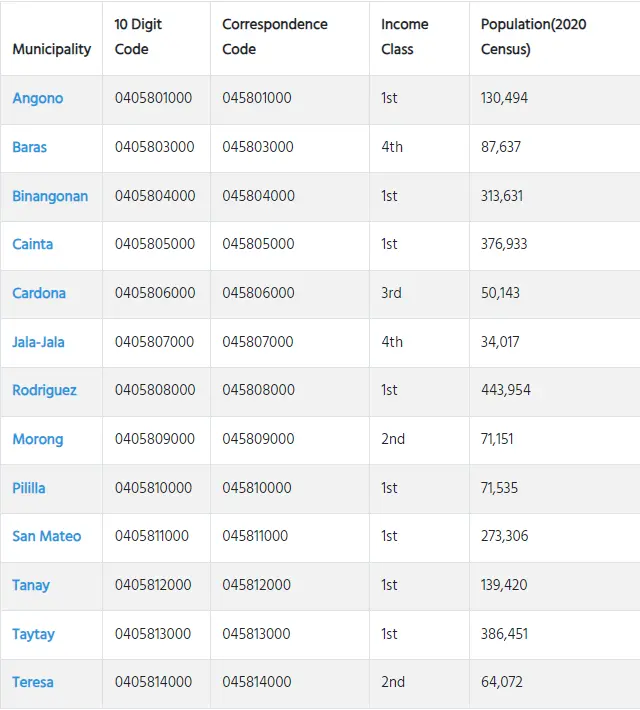 Municipality 10 Digit Code Correspondence Code Income Class Population(2020 Census)
Angono 0405801000 045801000 1st 130,494
Baras 0405803000 045803000 4th 87,637
Binangonan 0405804000 045804000 1st 313,631
Cainta 0405805000 045805000 1st 376,933
Cardona 0405806000 045806000 3rd 50,143
Jala-Jala 0405807000 045807000 4th 34,017
Rodriguez 0405808000 045808000 1st 443,954
Morong 0405809000 045809000 2nd 71,151
Pililla 0405810000 045810000 1st 71,535
San Mateo 0405811000 045811000 1st 273,306
Tanay 0405812000 045812000 1st 139,420
Taytay 0405813000 045813000 1st 386,451
Teresa 0405814000 045814000 2nd 64,072